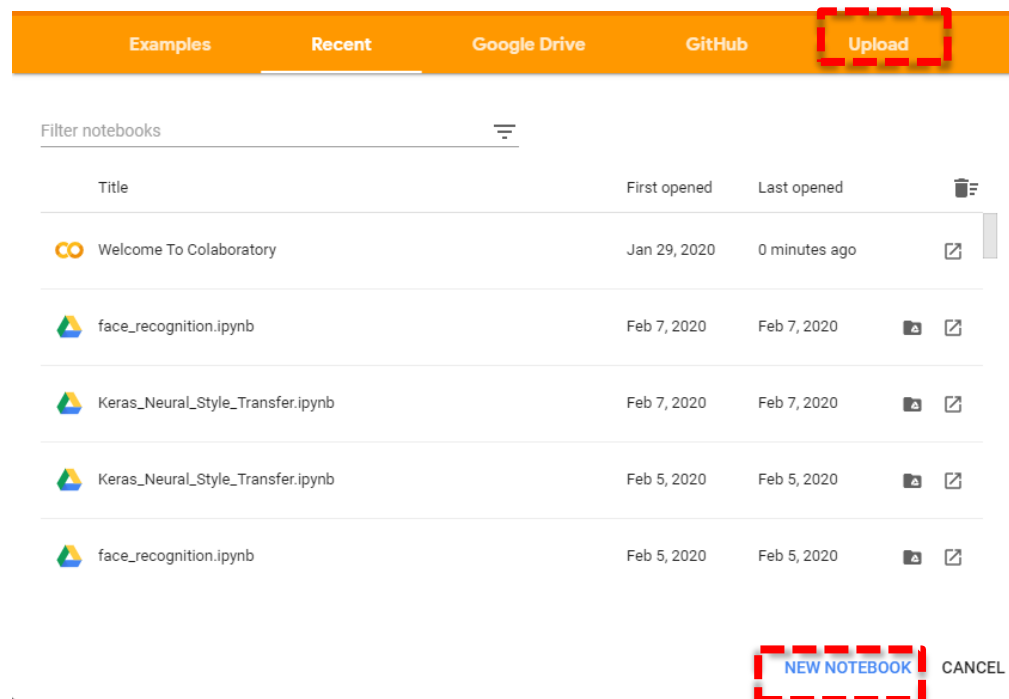 Examples Recent Google Drive GitHub Upload
Filter notebooks
Title First opened Last opened
Welcome To Colaboratory Jan 29, 2020 0 minutes ago
face_recognition.ipynb Feb 7, 2020 Feb 7, 2020
Keras_Neural_Style_Transfer.ipynb Feb 7, 2020 Feb 7, 2020
Keras_Neural_Style_Transfer.ipynb Feb 5, 2020 Feb 5, 2020
face_recognition.ipynb Feb 5, 2020 Feb 5, 2020
NEW NOTEBOOK CANCEL